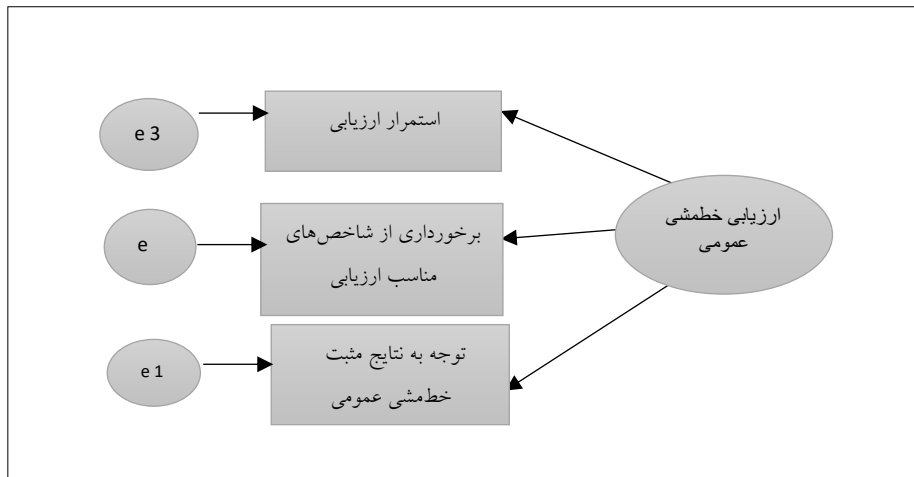 استمرار ارزیابی
e 3
ارزیابی خط‌مشی
عمومی
برخورداری از شاخص‌های
مناسب ارزیابی
e
توجه به نتایج مثبت
خط‌مشی عمومی
e 1